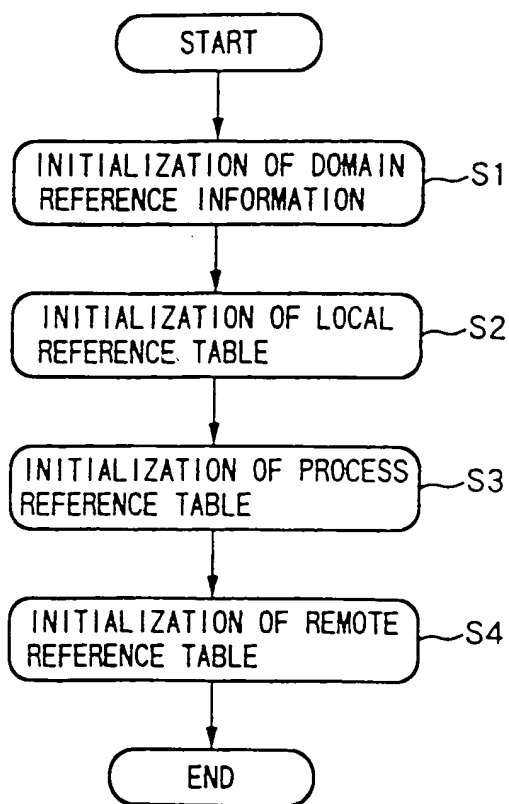 START
INITIALIZATION OF DOMAIN
REFERENCE INFORMATION
S1
INITIALIZATION OF LOCAL
REFERENCE TABLE
S2
INITIALIZATION OF PROCESS
REFERENCE TABLE
S3
INITIALIZATION OF REMOTE
REFERENCE TABLE
S4
END